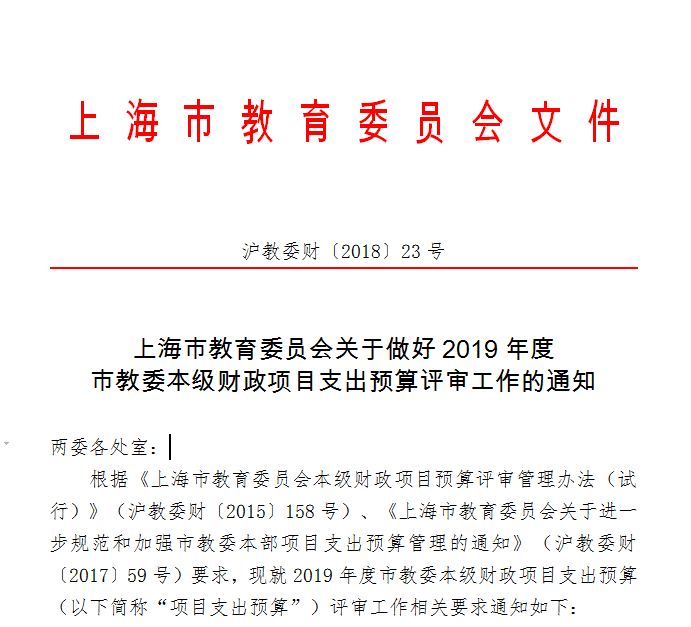 上海市教育委员会文件
沪教委财〔2018〕23 号
上海市教育委员会关于做好 2019 年度
市教委本级财政项目支出预算评审工作的通知
两委各处室：
根据《上海市教育委员会本级财政项目预算评审管理办法（试
行）》（沪教委财〔2015〕158 号）、《上海市教育委员会关于进一
步规范和加强市教委本部项目支出预算管理的通知》（沪教委财
〔2017〕59 号）要求，现就 2019 年度市教委本级财政项目支出预算
（以下简称“项目支出预算”）评审工作相关要求通知如下：